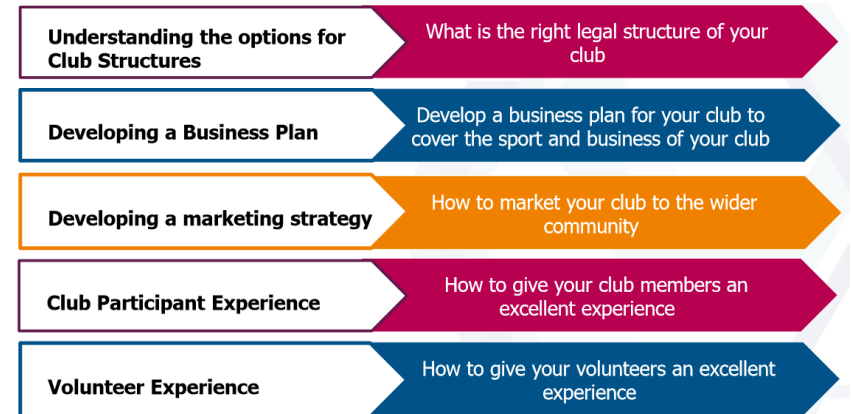 Understanding the options for
Club Structures
What is the right legal structure of your
club
Developing a Business Plan
Develop a business plan for your club to
cover the sport and business of your club
Developing a marketing strategy
How to market your club to the wider
community
Club Participant Experience
How to give your club members an
excellent experience
Volunteer Experience
How to give your volunteers an excellent
experience